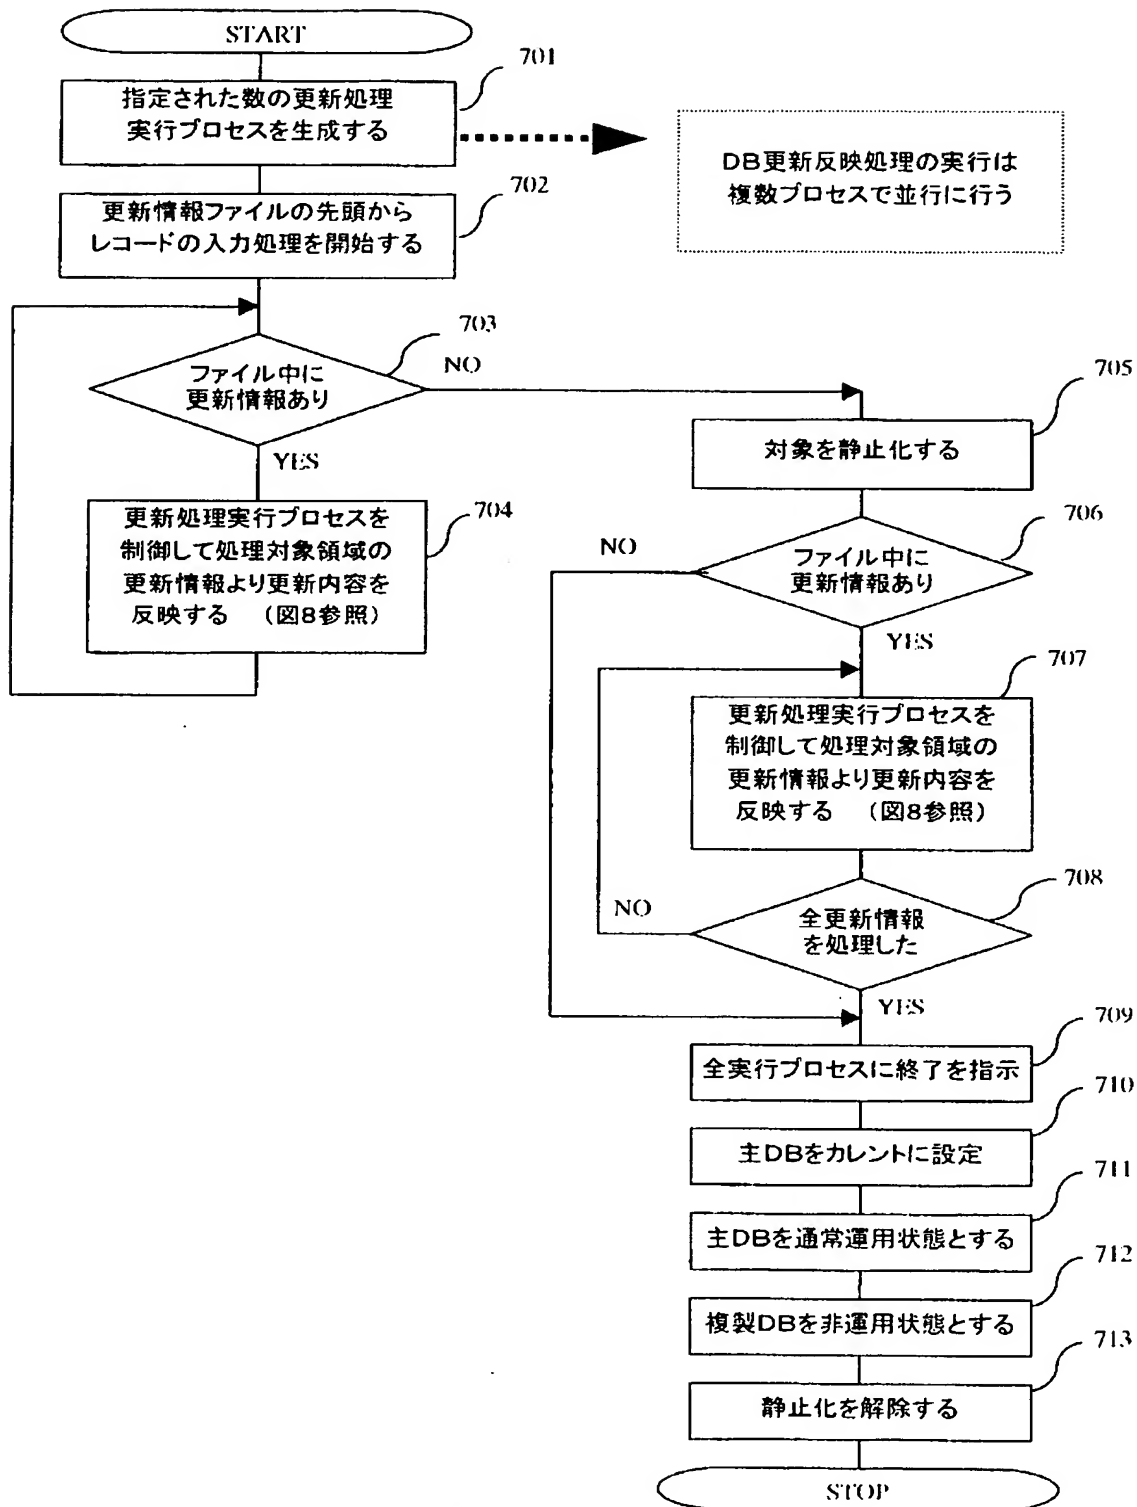 START
701
指定された数の更新処理
実行プロセスを生成する
DB更新反映処理の実行は
複数プロセスで並行に行う
702
更新情報ファイルの先頭から
レコードの入力処理を開始する
703
ファイル中に
更新情報あり
NO
YES
704
更新処理実行プロセスを
制御して処理対象領域の
更新情報より更新内容を
反映する (図8参照)
705
対象を静止化する
706
ファイル中に
更新情報あり
NO
YES
707
更新処理実行プロセスを
制御して処理対象領域の
更新情報より更新内容を
反映する (図8参照)
708
全更新情報
を処理した
NO
YES
709
全実行プロセスに終了を指示
710
主DBをカレントに設定
711
主DBを通常運用状態とする
712
複製DBを非運用状態とする
713
静止化を解除する
STOP